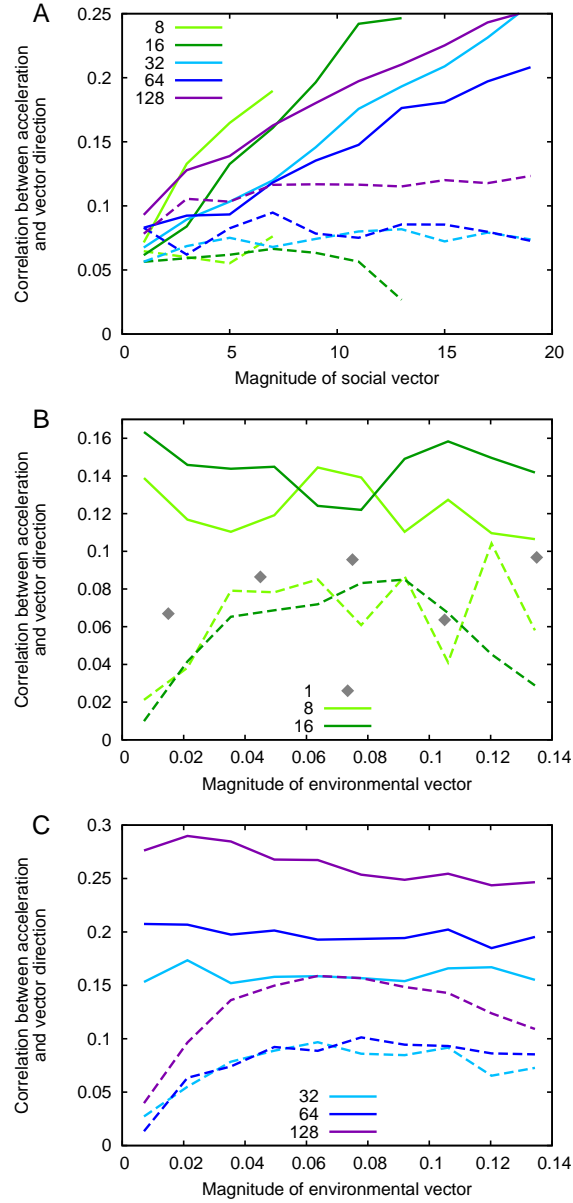 A
0.25
0.2
0.15
0.1
0.05
0
8
16
32
64
128
Correlation between acceleration
and vector direction
0 5 10 15 20
Magnitude of social vector
B
0.16
0.14
0.12
0.1
0.08
0.06
0.04
0.02
0
Correlation between acceleration
and vector direction
1
8
16
0 0.02 0.04 0.06 0.08 0.1 0.12 0.14
Magnitude of environmental vector
C
0.3
0.25
0.2
0.15
0.1
0.05
0
Correlation between acceleration
and vector direction
32
64
128
0 0.02 0.04 0.06 0.08 0.1 0.12 0.14
Magnitude of environmental vector